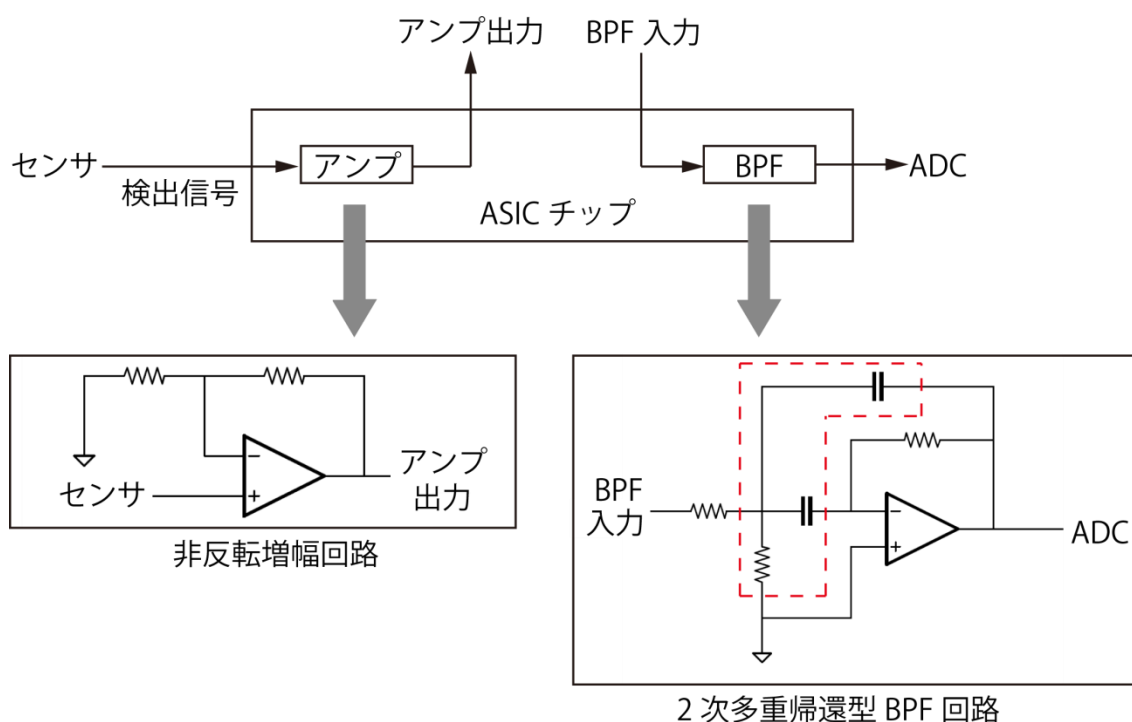 アンプ出力
BPF 入力
センサ
検出信号
アンプ
BPF
ADC
ASIC チップ
センサ
アンプ
出力
非反転増幅回路
BPF
入力
ADC
2 次多重帰還型 BPF 回路